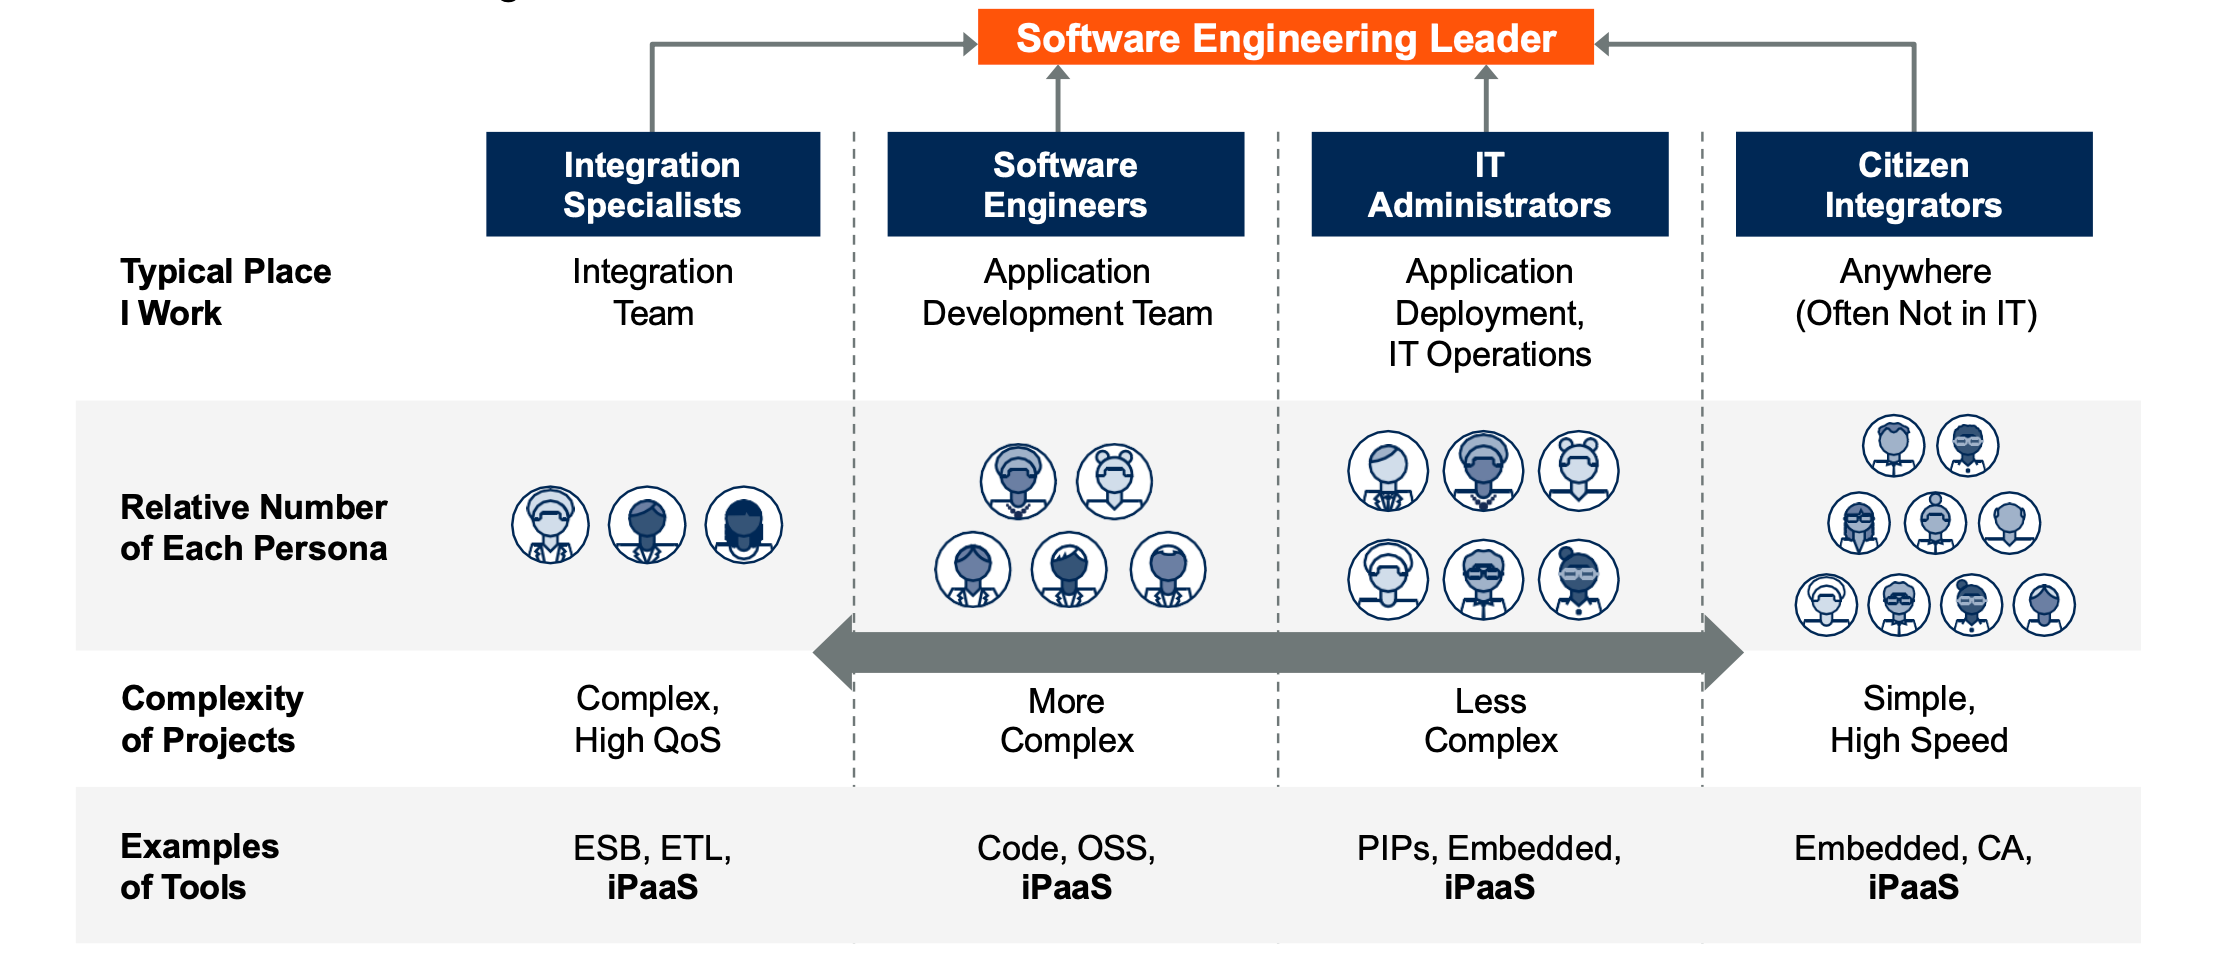 Software Engineering Leader
Integration
Specialists
Software
Engineers
IT
Administrators
Citizen
Integrators
Typical Place
I Work
Integration
Team
Application
Development Team
Application
Deployment,
IT Operations
Anywhere
(Often Not in IT)
Relative Number
of Each Persona
Complexity
of Projects
Complex,
High QoS
More
Complex
Less
Complex
Simple,
High Speed
Examples
of Tools
ESB, ETL,
iPaaS
Code, OSS,
iPaaS
PIPs, Embedded,
iPaaS
Embedded, CA,
iPaaS